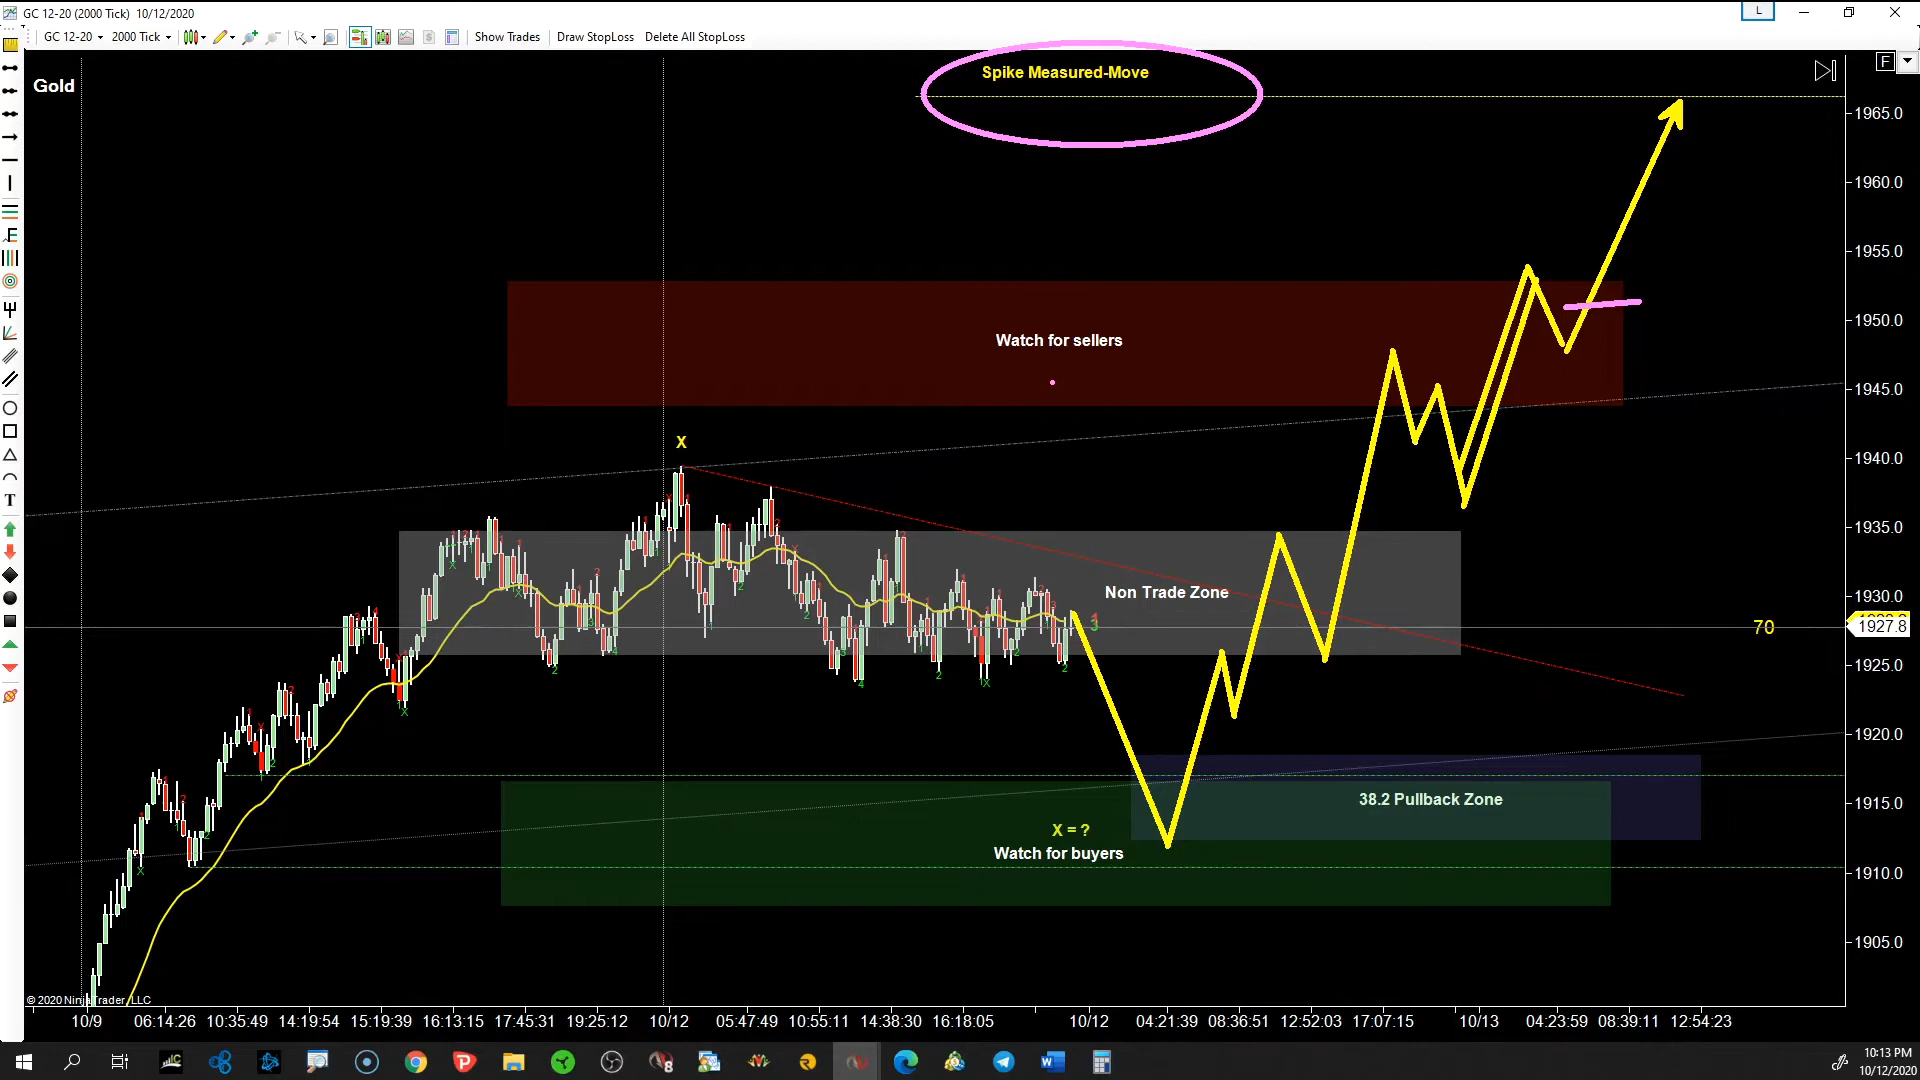 GC 12-20 (2000 Tick) 10/12/2020
L
GC 12-20 2000 Tick Show Trades Draw StopLoss Delete All StopLoss
F
Gold
Spike Measured-Move
Watch for sellers
X
Non Trade Zone
70
1927.8
38.2 Pullback Zone
X = ?
Watch for buyers
1965.0
1960.0
1955.0
1950.0
1945.0
1940.0
1935.0
1930.0
1925.0
1920.0
1915.0
1910.0
1905.0
© 2020 NinjaTrader, LLC
10/9 06:14:26 10:35:49 14:19:54 15:19:39 16:13:15 17:45:31 19:25:12 10/12 05:47:49 10:55:11 14:38:30 16:18:05 10/12 04:21:39 08:36:51 12:52:03 17:07:15 10/13 04:23:59 08:39:11 12:54:23
10:13 PM
10/12/2020